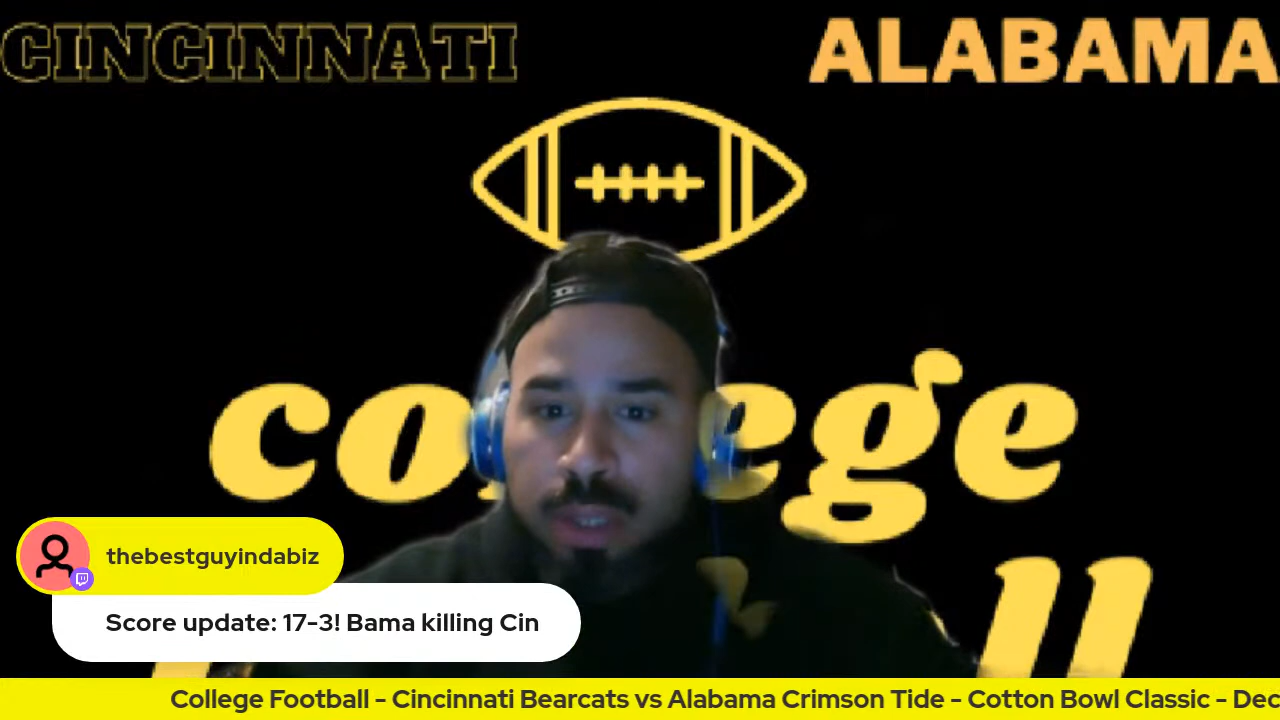 CINCINNATI
ALABAMA
thebestguyindabiz
Score update: 17-3! Bama killing Cin
College Football - Cincinnati Bearcats vs Alabama Crimson Tide - Cotton Bowl Classic - Dec